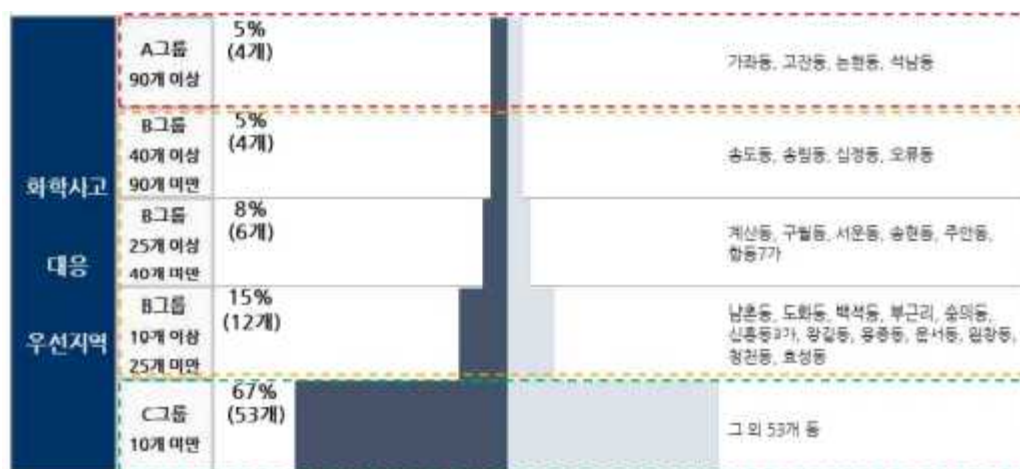 화학사고
대응
우선지역
A그룹
90개 이상
5%
(4개)
가좌동, 고잔동, 논현동, 석남동
B그룹
40개 이상
90개 미만
5%
(4개)
송도동, 송림동, 십정동, 오류동
B그룹
25개 이상
40개 미만
8%
(6개)
계산동, 구월동, 서운동, 송현동, 주안동,
항동7가
B그룹
10개 이상
25개 미만
15%
(12개)
남촌동, 도화동, 백석동, 부근리, 숭의동,
신흥동3가, 왕길동, 용종동, 운서동, 임창동,
청천동, 효성동
C그룹
10개 미만
67%
(53개)
그 외 53개 동